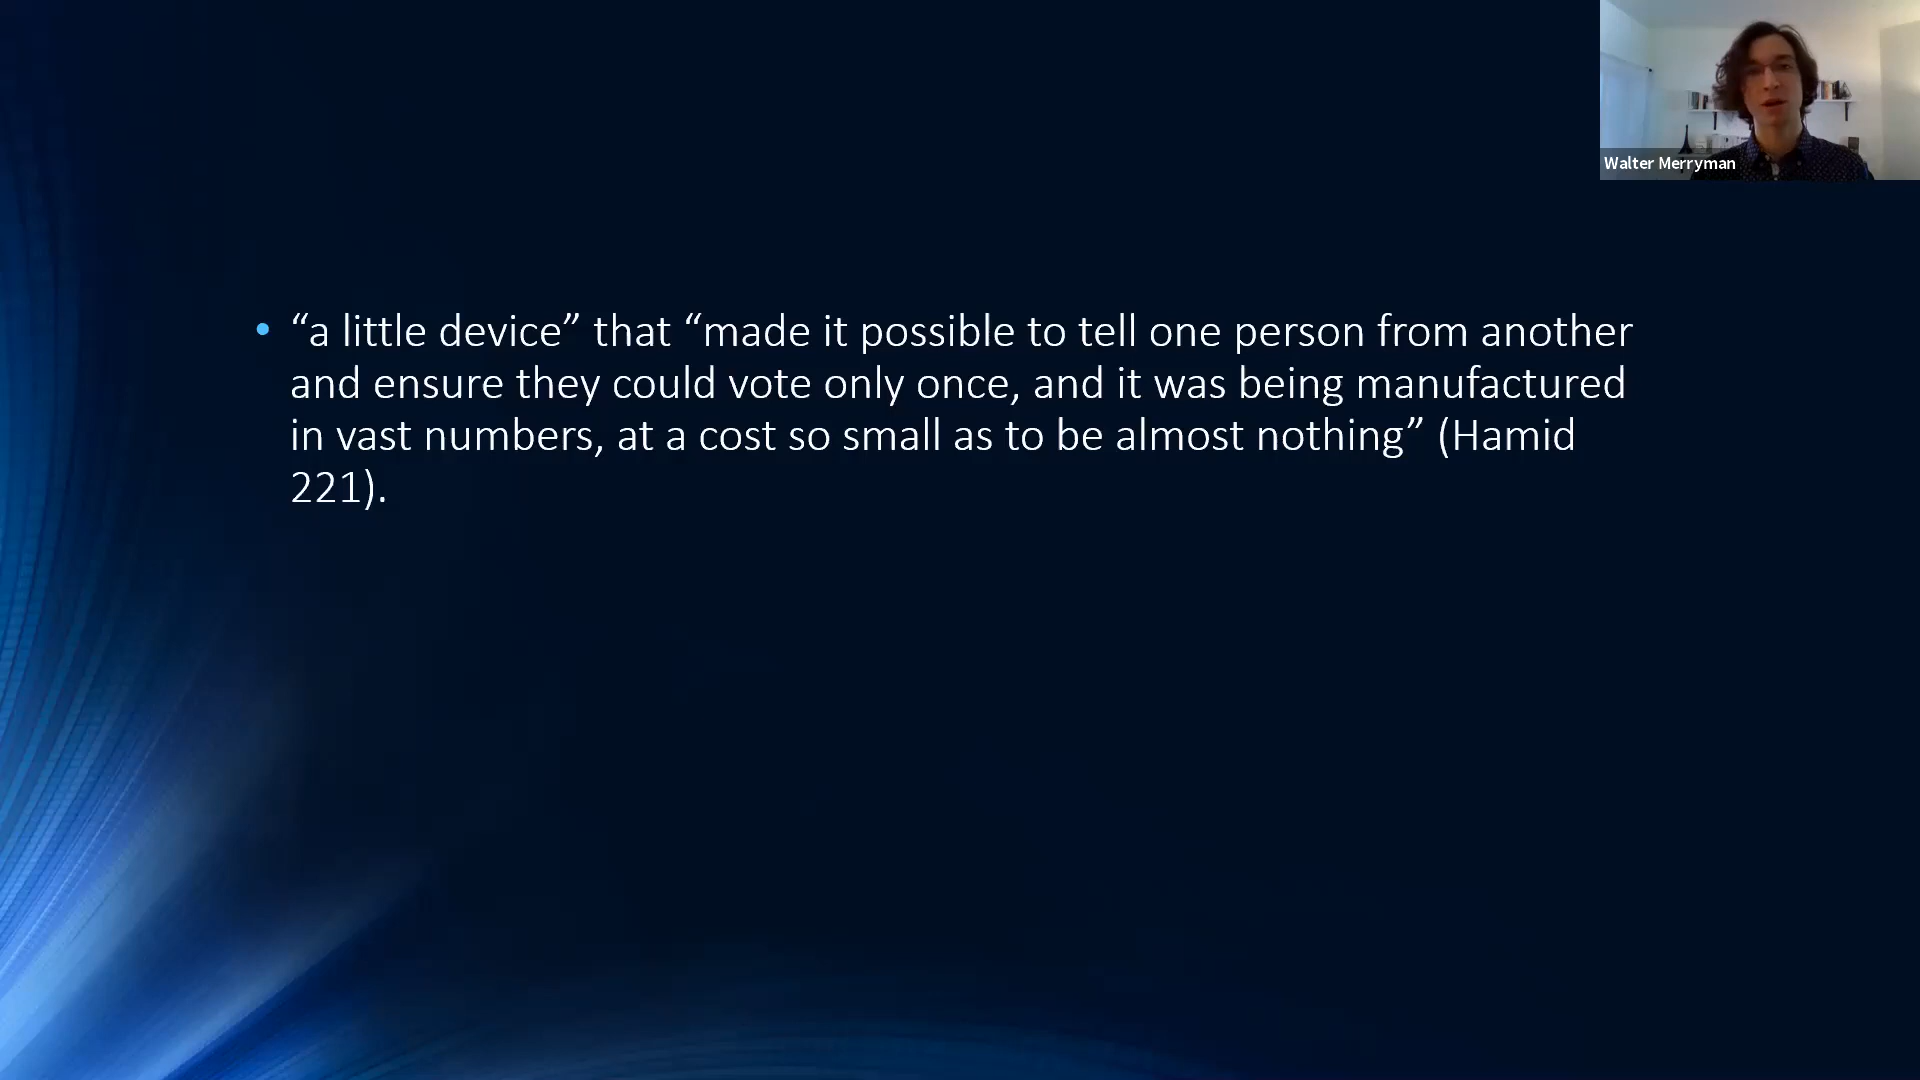 Walter Merryman
• “a little device” that “made it possible to tell one person from another
and ensure they could vote only once, and it was being manufactured
in vast numbers, at a cost so small as to be almost nothing” (Hamid
221).